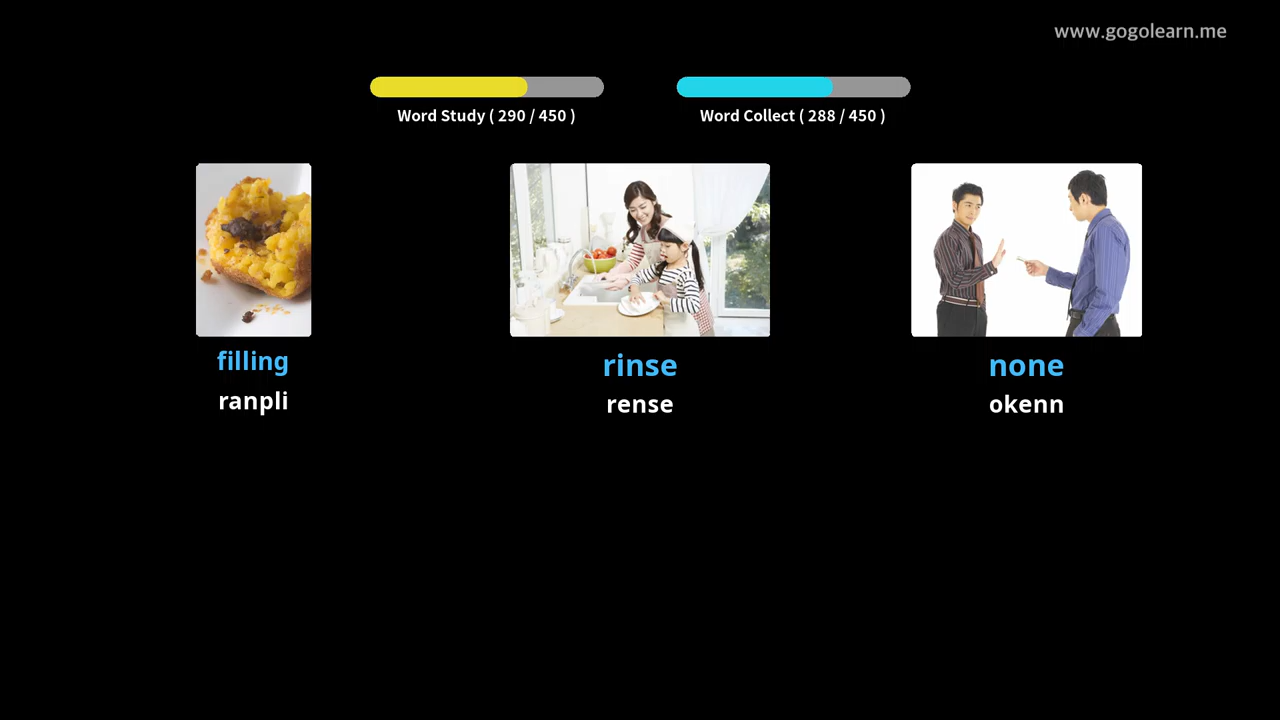 www.gogolearn.me
Word Study ( 290 / 450 )
Word Collect ( 288 / 450 )
filling
ranpli
rinse
rense
none
okenn